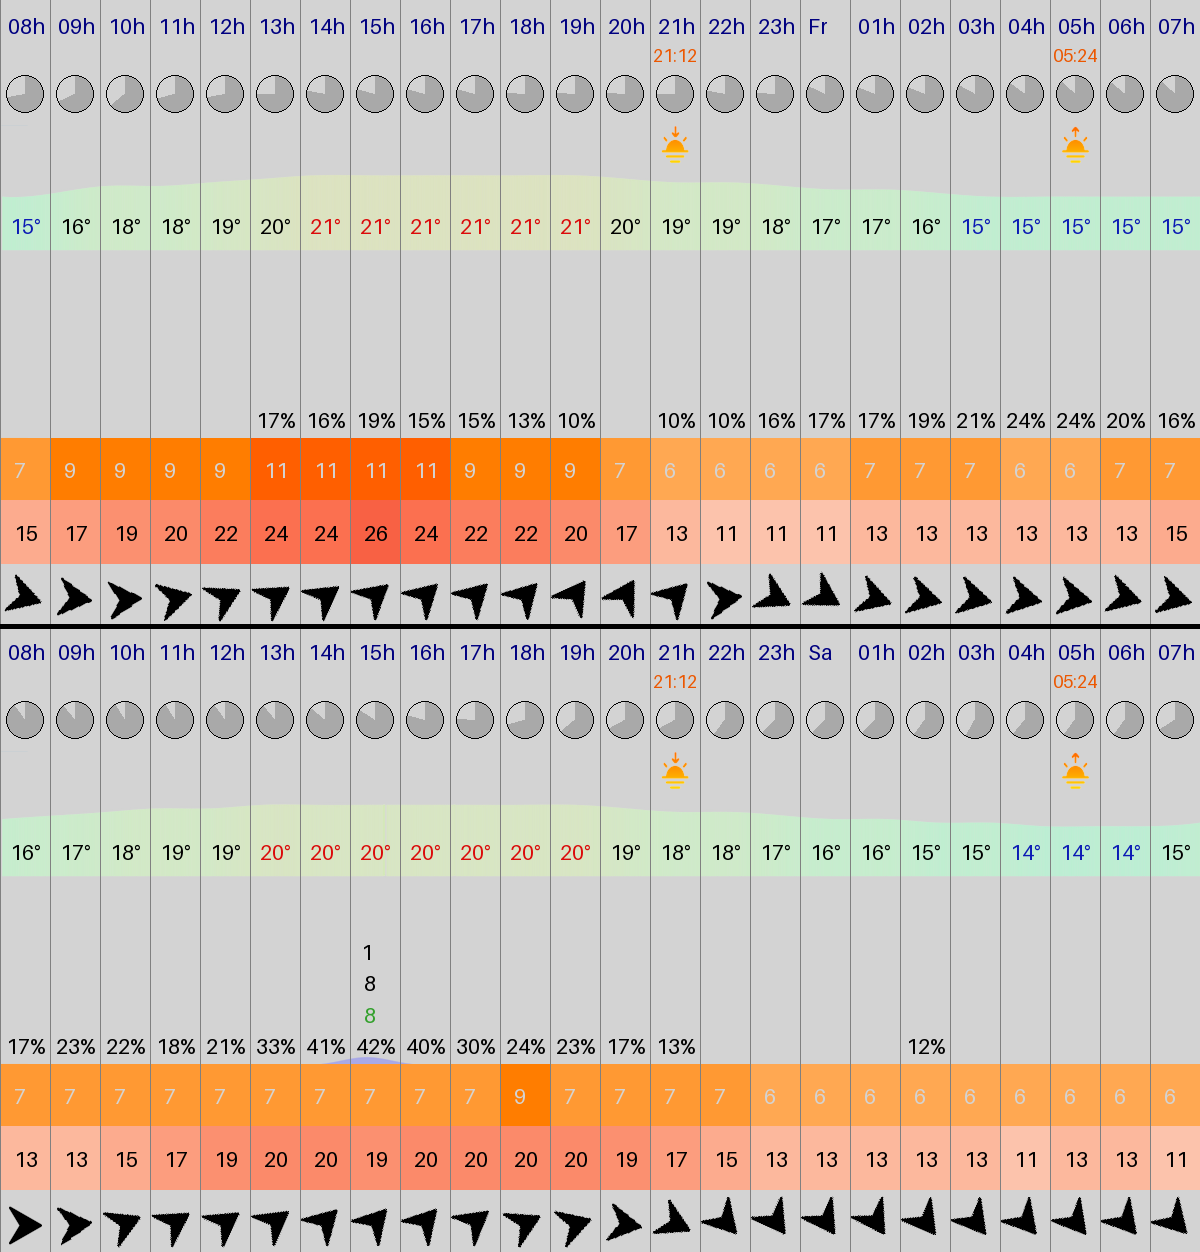 08h 09h 10h 11h 12h 13h 14h 15h 16h 17h 18h 19h 20h 21h 22h 23h Fr 01h 02h 03h 04h 05h 06h 07h
21:12 05:24
15° 16° 18° 18° 19° 20° 21° 21° 21° 21° 21° 21° 20° 19° 19° 18° 17° 17° 16° 15° 15° 15° 15° 15°
17% 16% 19% 15% 15% 13% 10% 10% 10% 16% 17% 17% 19% 21% 24% 24% 20% 16%
7 9 9 9 9 11 11 11 11 9 9 9 7 6 6 6 6 7 7 7 6 6 7 7
15 17 19 20 22 24 24 26 24 22 22 20 17 13 11 11 11 13 13 13 13 13 13 15
08h 09h 10h 11h 12h 13h 14h 15h 16h 17h 18h 19h 20h 21h 22h 23h Sa 01h 02h 03h 04h 05h 06h 07h
21:12 05:24
16° 17° 18° 19° 19° 20° 20° 20° 20° 20° 20° 20° 19° 18° 18° 17° 16° 16° 15° 15° 14° 14° 14° 15°
1
8
8
17% 23% 22% 18% 21% 33% 41% 42% 40% 30% 24% 23% 17% 13% 12%
7 7 7 7 7 7 7 7 7 7 9 7 7 7 7 6 6 6 6 6 6 6 6 6
13 13 15 17 19 20 20 19 20 20 20 20 19 17 15 13 13 13 13 13 11 13 13 11